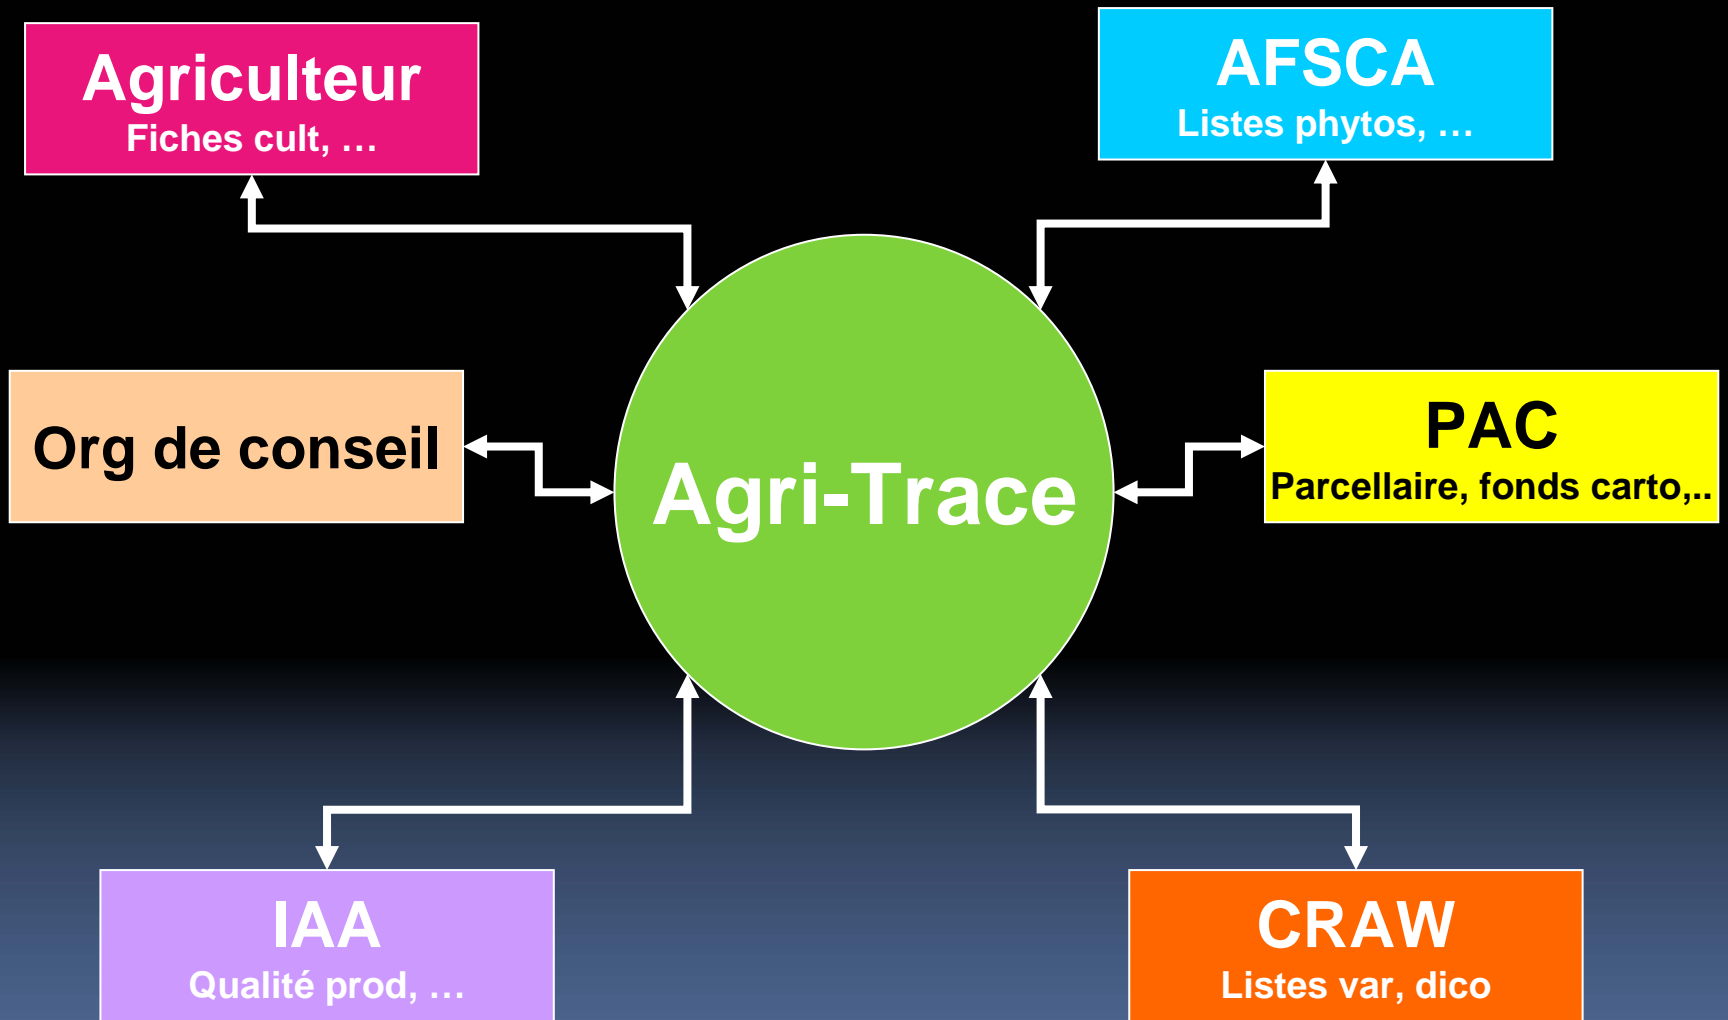 Agriculteur
Fiches cult, …
AFSCA
Listes phytos, …
Org de conseil
Agri-Trace
PAC
Parcellaire, fonds carto,..
IAA
Qualité prod, …
CRAW
Listes var, dico